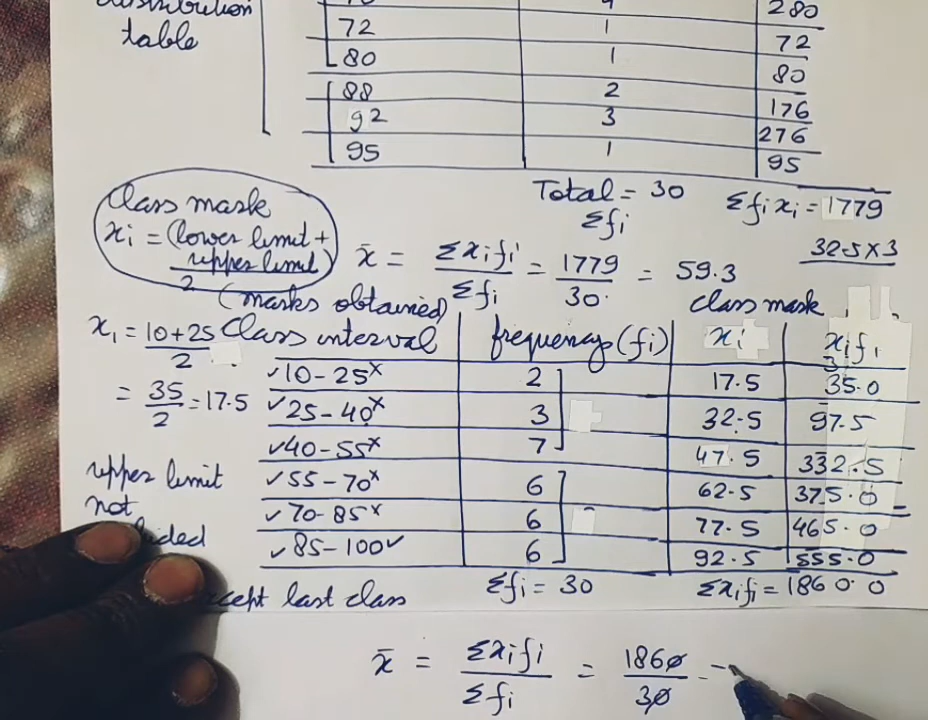 table
280
72 1 72
80 1 80
88 2 176
92 3 276
95 1 95
Total = 30 Σfixi = 1779
Σfi
32.5 x 3
Class mask
xi = (lower limit +
upper limit)
2
x̄ = Σxifi / Σfi = 1779 / 30 = 59.3
(masks obtained)
class mask
Class interval frequency (fi) xi xifi
10-25 2 17.5 35.0
25-40 3 32.5 97.5
40-55 7 47.5 332.5
55-70 6 62.5 375.0
70-85 6 77.5 465.0
85-100 6 92.5 555.0
Σfi = 30 Σxifi = 1860.0
x1 = 10+25 / 2
= 35 / 2 = 17.5
upper limit
not
last class
x̄ = Σxifi / Σfi = 1860 / 30 =